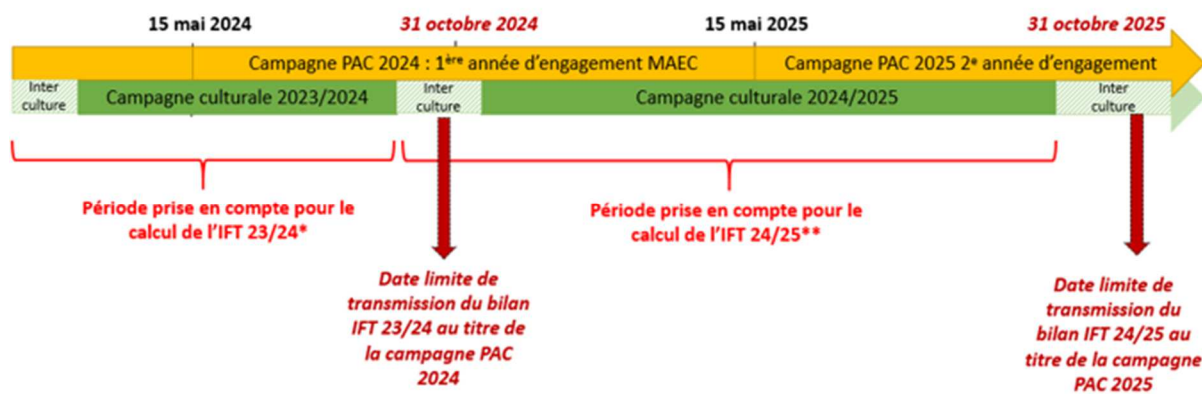 15 mai 2024
31 octobre 2024
15 mai 2025
31 octobre 2025
Campagne PAC 2024 : 1ère année d’engagement MAEC
Campagne PAC 2025 2e année d’engagement
Inter
culture
Campagne culturale 2023/2024
Inter
culture
Campagne culturale 2024/2025
Inter
culture
Période prise en compte pour le
calcul de l’IFT 23/24*
Période prise en compte pour le
calcul de l’IFT 24/25**
Date limite de
transmission du bilan
IFT 23/24 au titre de
la campagne PAC
2024
Date limite de
transmission du
bilan IFT 24/25 au
titre de la campagne
PAC 2025